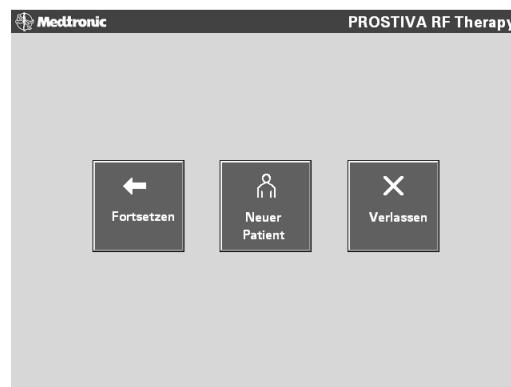 Medtronic PROSTIVA RF Therapy
Fortsetzen
Neuer
Patient
Verlassen